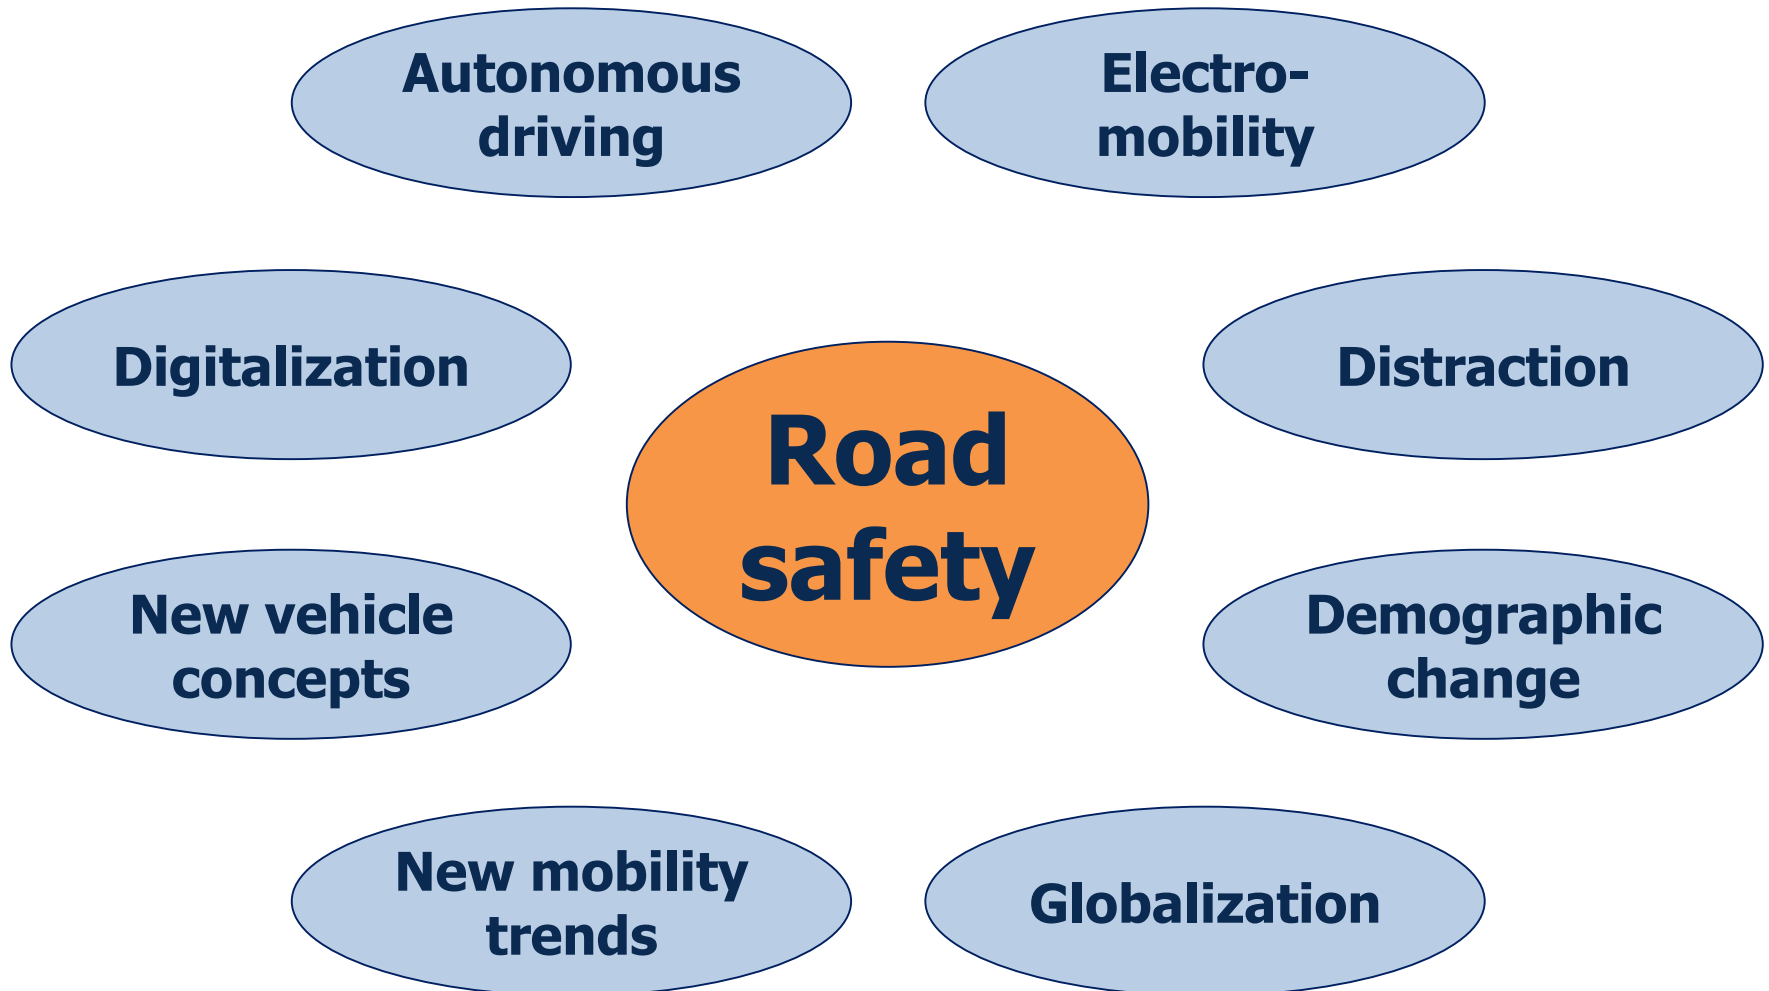 Autonomous
driving
Electro-
mobility
Digitalization
Distraction
Road
safety
New vehicle
concepts
Demographic
change
New mobility
trends
Globalization